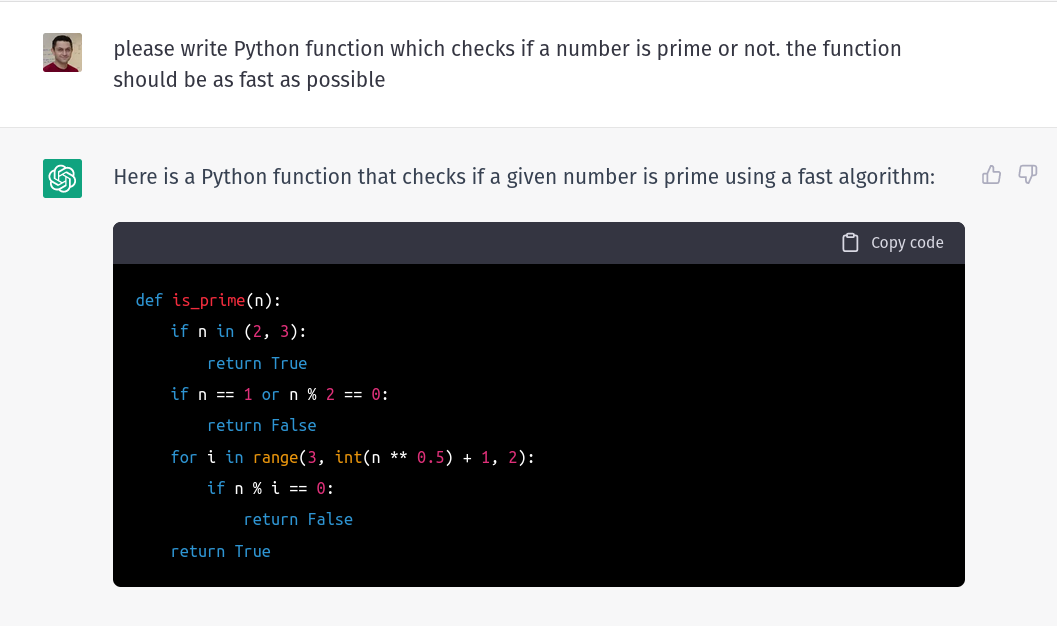 please write Python function which checks if a number is prime or not. the function
should be as fast as possible
Here is a Python function that checks if a given number is prime using a fast algorithm:
Copy code
def is_prime(n):
    if n in (2, 3):
        return True
    if n == 1 or n % 2 == 0:
        return False
    for i in range(3, int(n ** 0.5) + 1, 2):
        if n % i == 0:
            return False
    return True